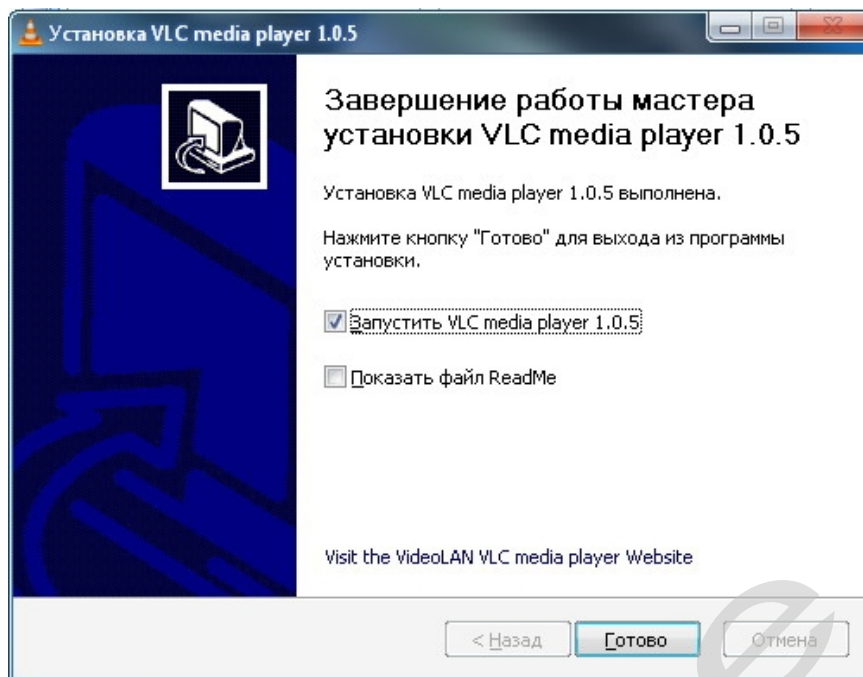 Установка VLC media player 1.0.5
Завершение работы мастера
установки VLC media player 1.0.5
Установка VLC media player 1.0.5 выполнена.
Нажмите кнопку "Готово" для выхода из программы
установки.
Запустить VLC media player 1.0.5
Показать файл ReadMe
Visit the VideoLAN VLC media player Website
< Назад
Готово
Отмена